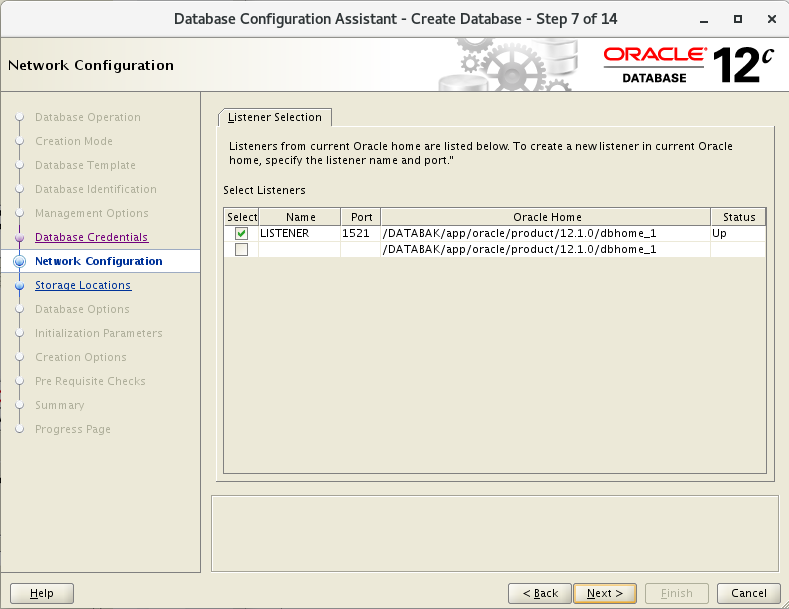 Database Configuration Assistant - Create Database - Step 7 of 14
Network Configuration
ORACLE®
DATABASE
12c
Database Operation
Creation Mode
Database Template
Database Identification
Management Options
Database Credentials
Network Configuration
Storage Locations
Database Options
Initialization Parameters
Creation Options
Pre Requisite Checks
Summary
Progress Page
Listener Selection
Listeners from current Oracle home are listed below. To create a new listener in current Oracle
home, specify the listener name and port."
Select Listeners
Select Name Port Oracle Home Status
LISTENER 1521 /DATABAK/app/oracle/product/12.1.0/dbhome_1 Up
/DATABAK/app/oracle/product/12.1.0/dbhome_1
Help
< Back Next > Finish Cancel